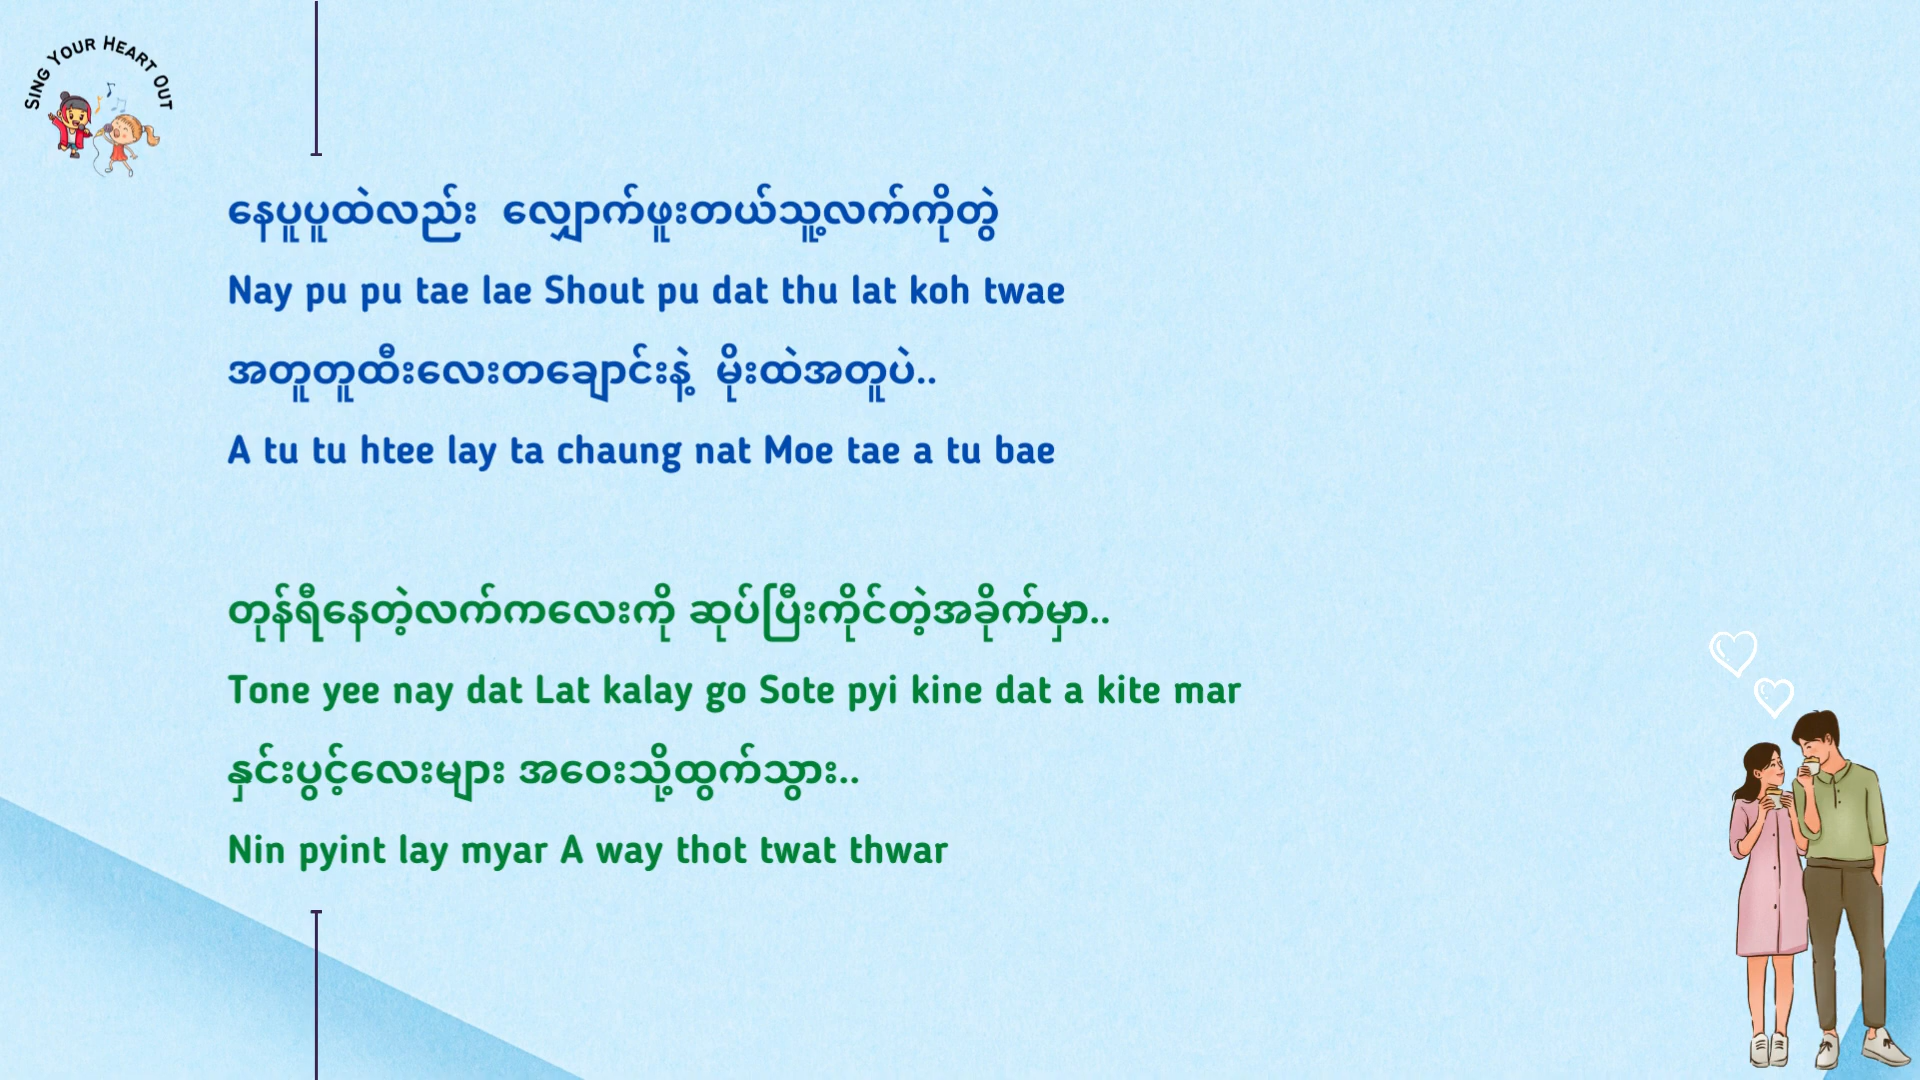 Sing Your Heart Out
နေပူပူထဲလည်း လျှောက်ဖူးတယ်သူ့လက်ကိုတွဲ
Nay pu pu tae lae Shout pu dat thu lat koh twae
အတူတူထီးလေးတချောင်းနဲ့ မိုးထဲအတူပဲ..
A tu tu htee lay ta chaung nat Moe tae a tu bae
တုန်ရီနေတဲ့လက်ကလေးကို ဆုပ်ပြီးကိုင်တဲ့အခိုက်မှာ..
Tone yee nay dat Lat kalay go Sote pyi kine dat a kite mar
နှင်းပွင့်လေးများ အဝေးသို့ထွက်သွား..
Nin pyint lay myar A way thot twat thwar